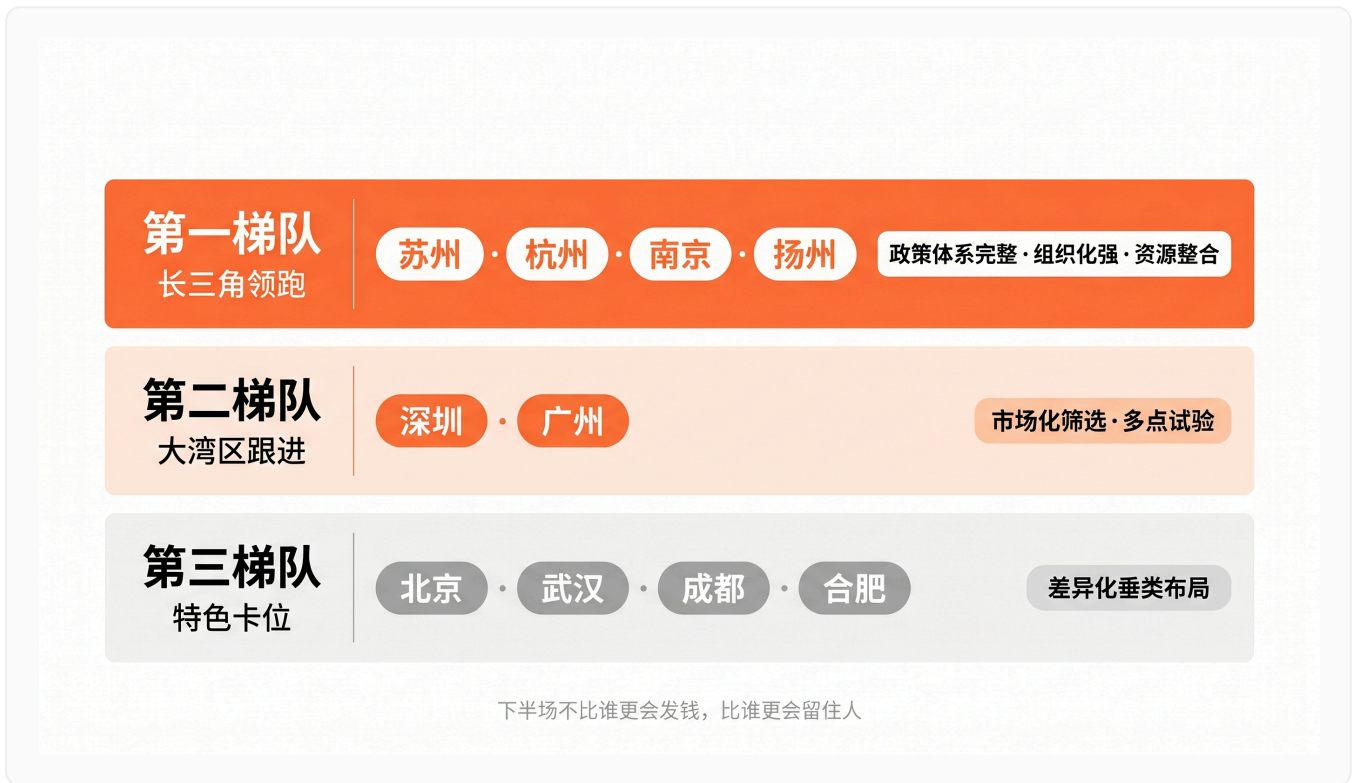 第一梯队
长三角领跑
苏州 · 杭州 · 南京 · 扬州
政策体系完整 · 组织化强 · 资源整合
第二梯队
大湾区跟进
深圳 · 广州
市场化筛选 · 多点试验
第三梯队
特色卡位
北京 · 武汉 · 成都 · 合肥
差异化垂类布局
下半场不比谁更会发钱，比谁更会留住人